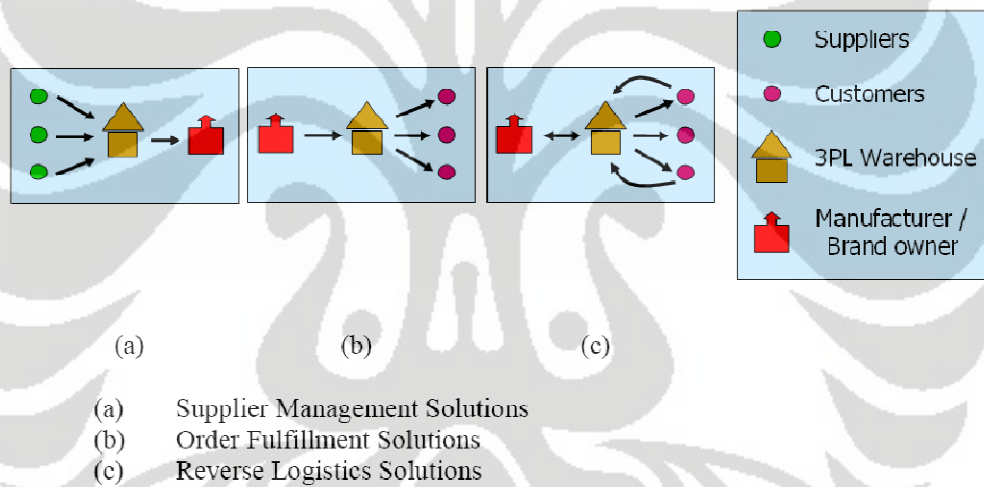 Suppliers
Customers
3PL Warehouse
Manufacturer /
Brand owner
(a) (b) (c)
(a) Supplier Management Solutions
(b) Order Fulfillment Solutions
(c) Reverse Logistics Solutions